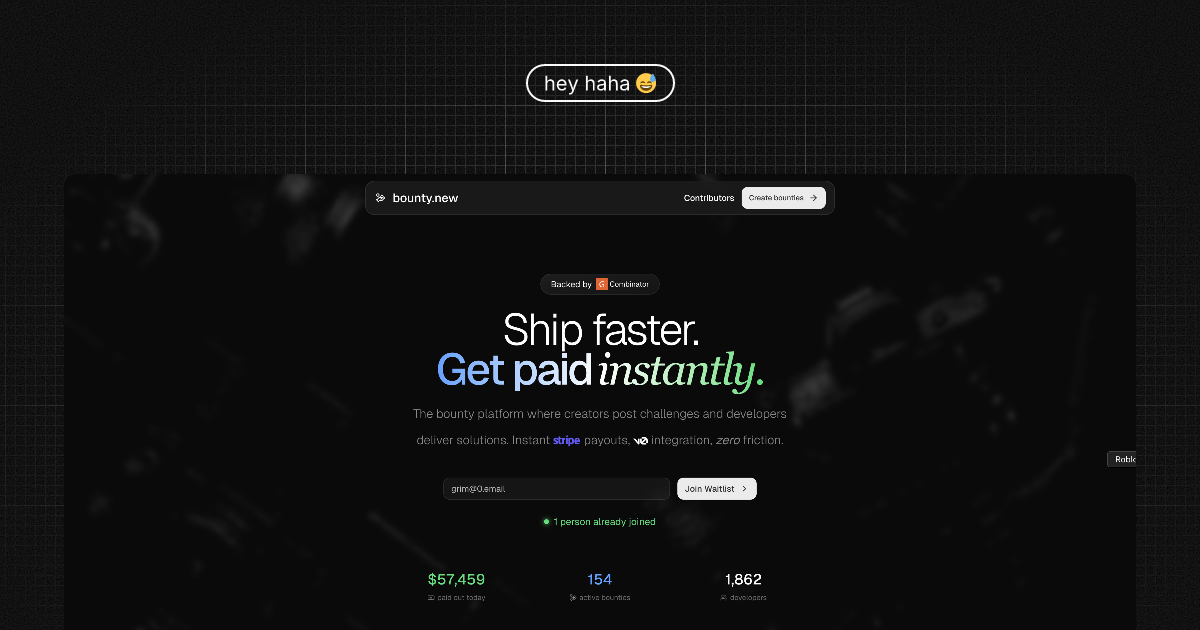 hey haha 😅
bounty.new
Contributors
Create bounties
Backed by G Combinator
Ship faster.
Get paid instantly.
The bounty platform where creators post challenges and developers
deliver solutions. Instant stripe payouts, v0 integration, zero friction.
grim@0.email
Join Waitlist
1 person already joined
$57,459 154 1,862
paid out today active bounties developers